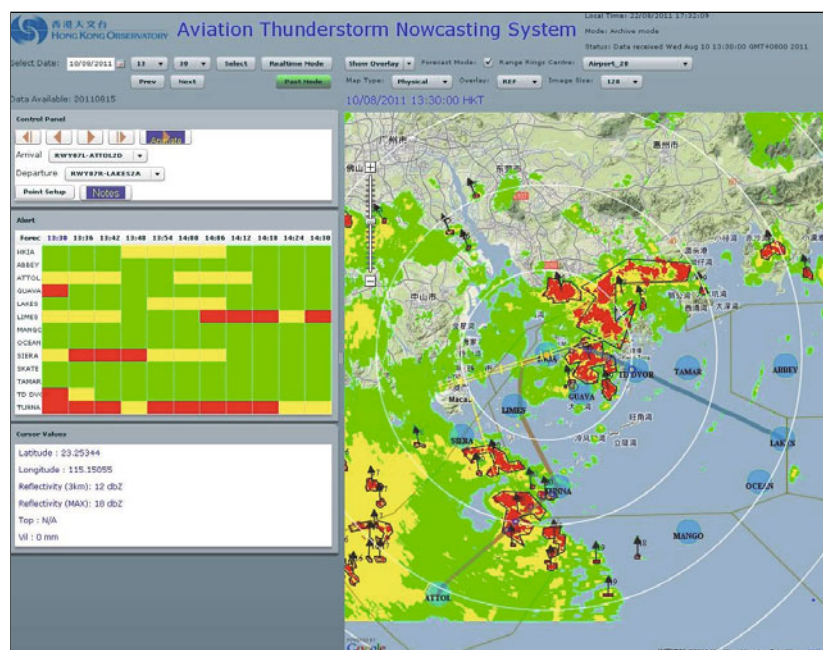 香港天文台
HONG KONG OBSERVATORY
Aviation Thunderstorm Nowcasting System
Local Time: 22/08/2011 17:32:09
Mode: Archive mode
Status: Data received Wed Aug 10 13:30:00 GMT+0800 2011
Select Date: 10/08/2011 13 30 Select Realtime Mode
Prev Next Past Mode
Show Overlay Forecast Mode: Range Rings Centre: Airport_28
Map Type: Physical Overlay: REF Image Size: 128
Data Available: 20110815
10/08/2011 13:30:00 HKT
Control Panel
Animate
Arrival RWY07L-ATTOL2D
Departure RWY07R-LAKES2A
Point Setup Notes
Alert
Forec 13:30 13:36 13:42 13:48 13:54 14:00 14:06 14:12 14:18 14:24 14:30
HKIA
ABBEY
ATTOL
GUAVA
LAKES
LIMES
MANGO
OCEAN
SIERA
SKATE
TAMAR
TD DVO
TUNNA
Cursor Values
Latitude : 23.25344
Longitude : 115.15055
Reflectivity (3km): 12 dbZ
Reflectivity (MAX): 18 dbZ
Top : N/A
Vil : 0 mm
广州市
惠州市
佛山
东莞市
中山市
Macau
TD DVOR
TAMAR
ABBEY
GUAVA
LIMES
SIERA
LAKES
OCEAN
MANGO
ATTOL
POWERED BY
Google